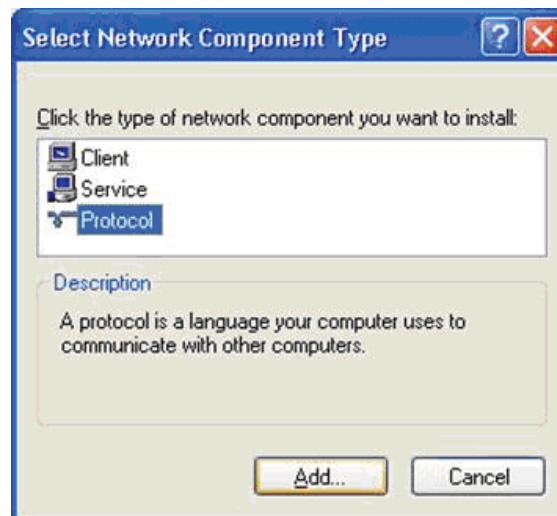 Select Network Component Type
Click the type of network component you want to install:
Client
Service
Protocol
Description
A protocol is a language your computer uses to
communicate with other computers.
Add...
Cancel